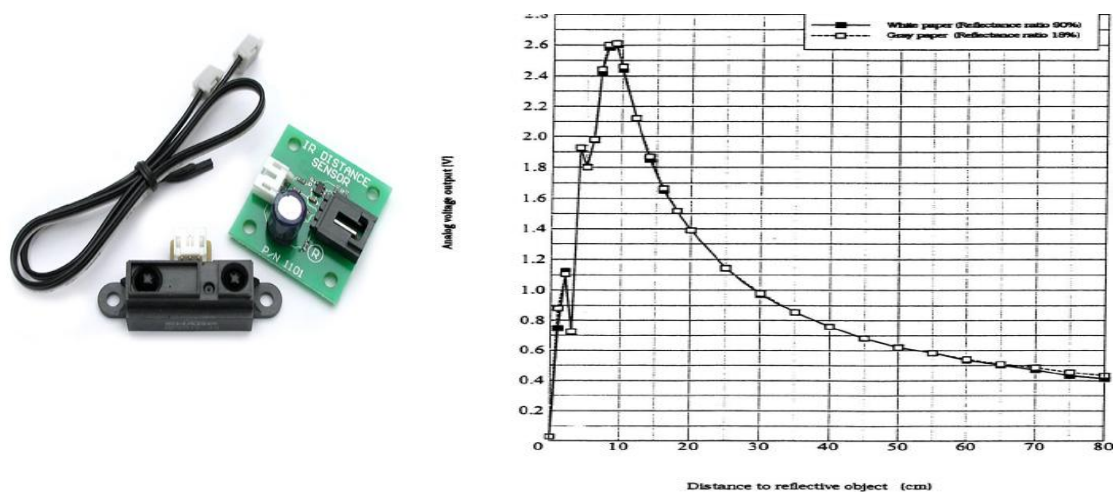 IR DISTANCE
SENSOR
R
P/N 1101
Analog voltage output (V)
White paper (Reflectance ratio 90%)
Gray paper (Reflectance ratio 18%)
2.8
2.6
2.4
2.2
2.0
1.8
1.6
1.4
1.2
1.0
0.8
0.6
0.4
0.2
0 10 20 30 40 50 60 70 80
Distance to reflective object (cm)